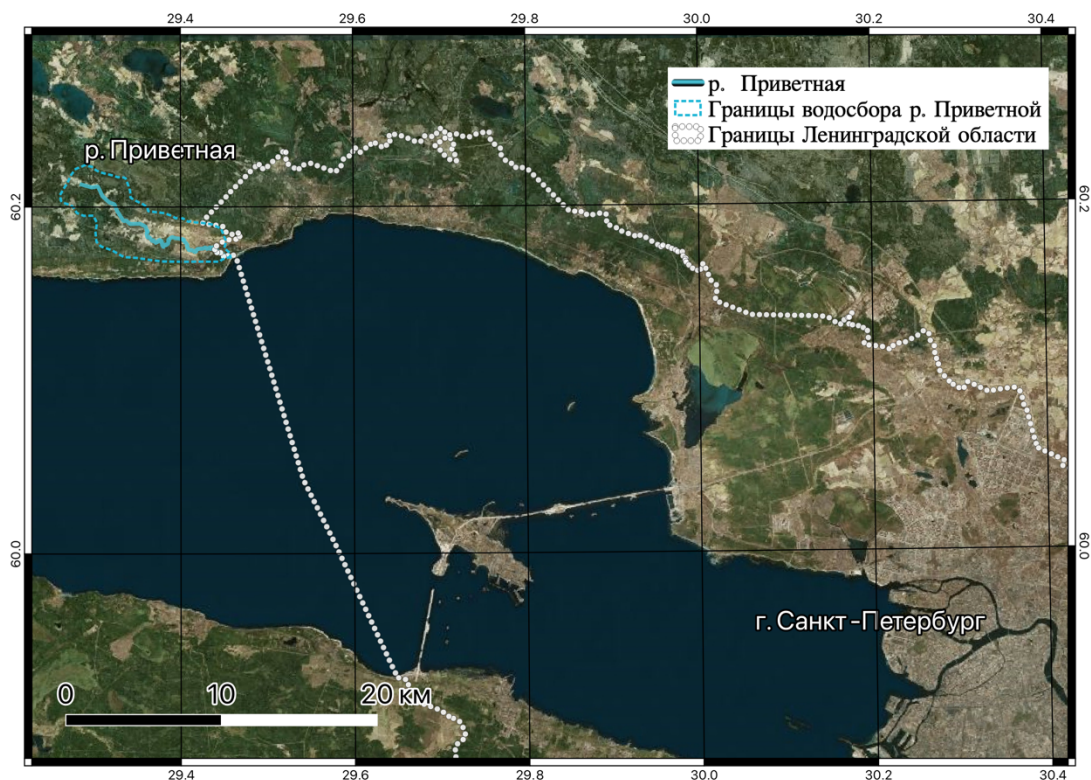 29.4 29.6 29.8 30.0 30.2 30.4
р. Приветная
Границы водосбора р. Приветной
Границы Ленинградской области
р. Приветная
60.2 60.2
60.0 60.0
г. Санкт-Петербург
0 10 20 км
29.4 29.6 29.8 30.0 30.2 30.4